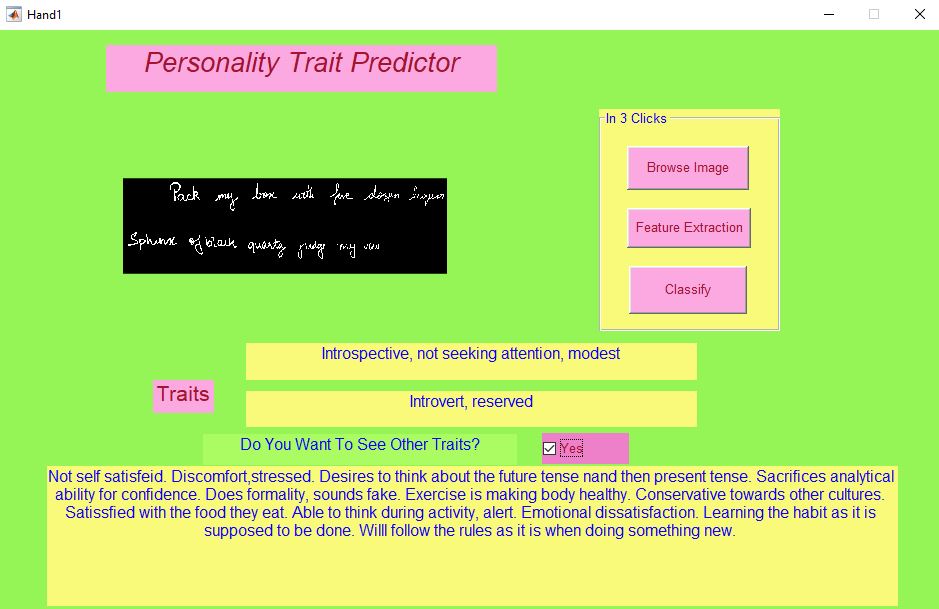 Hand1
Personality Trait Predictor
In 3 Clicks
Browse Image
Feature Extraction
Classify
Pack my box with five dozen
Sphinx of black quartz judge my vow
Introspective, not seeking attention, modest
Traits
Introvert, reserved
Do You Want To See Other Traits?
Yes
Not self satisfeid. Discomfort,stressed. Desires to think about the future tense nand then present tense. Sacrifices analytical
ability for confidence. Does formality, sounds fake. Exercise is making body healthy. Conservative towards other cultures.
Satissfied with the food they eat. Able to think during activity, alert. Emotional dissatisfaction. Learning the habit as it is
supposed to be done. Willl follow the rules as it is when doing something new.